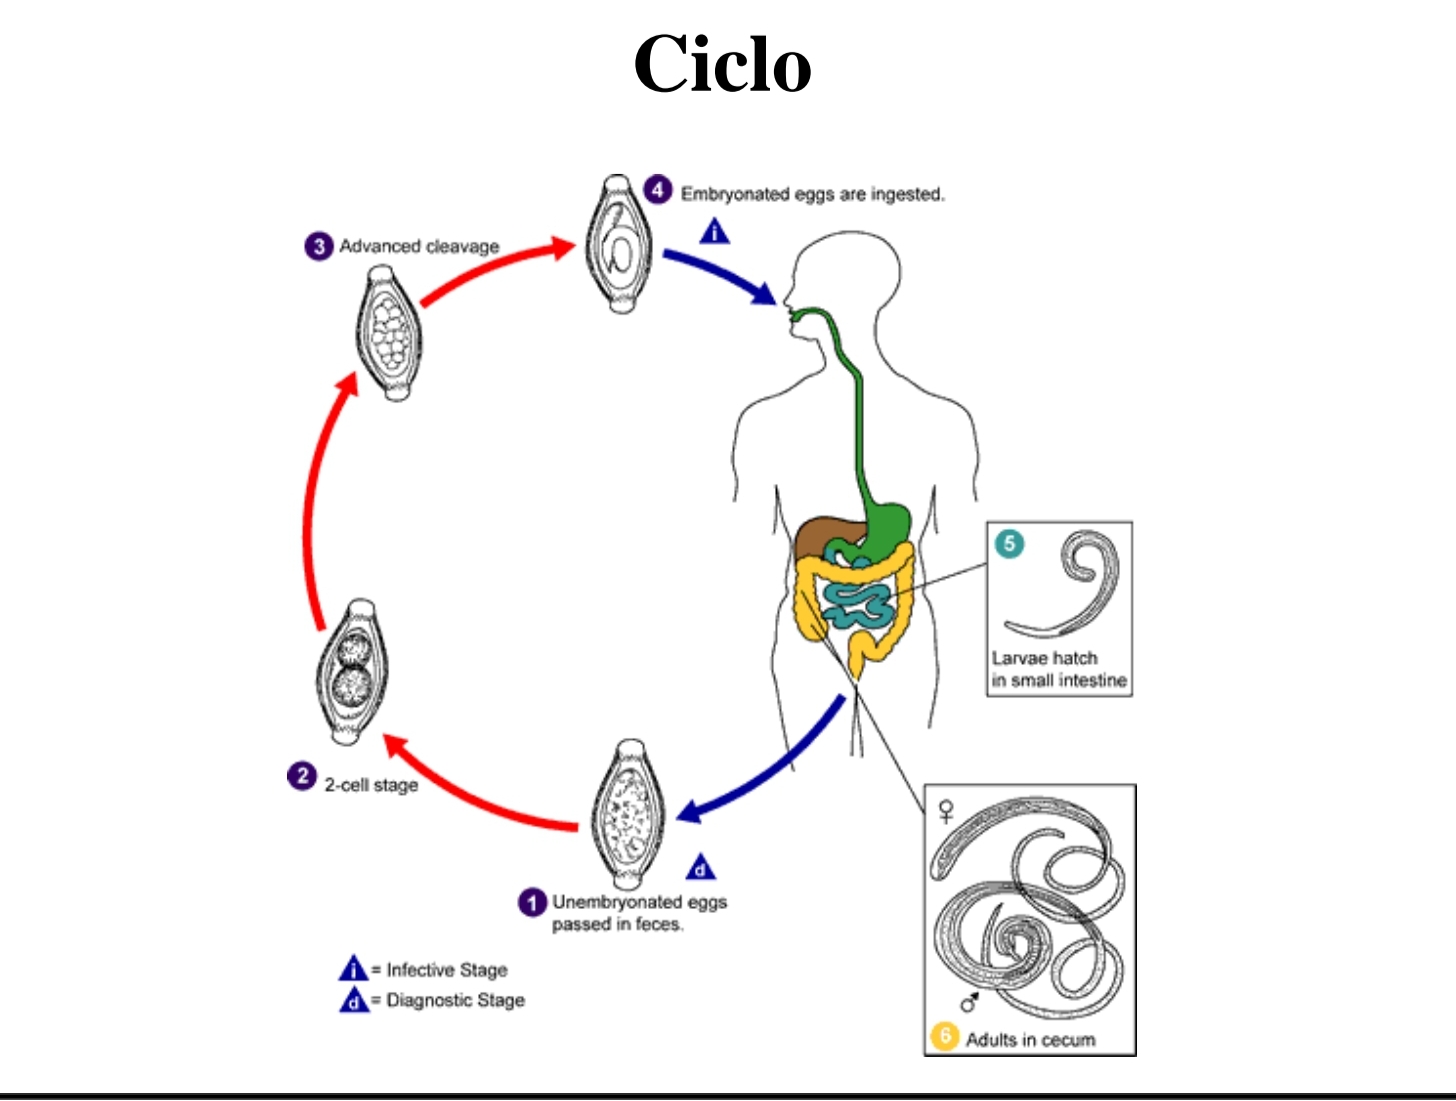 Ciclo
4 Embryonated eggs are ingested.
i
3 Advanced cleavage
5
Larvae hatch
in small intestine
2 2-cell stage
d
1 Unembryonated eggs
passed in feces.
i = Infective Stage
d = Diagnostic Stage
♀
♂
6 Adults in cecum